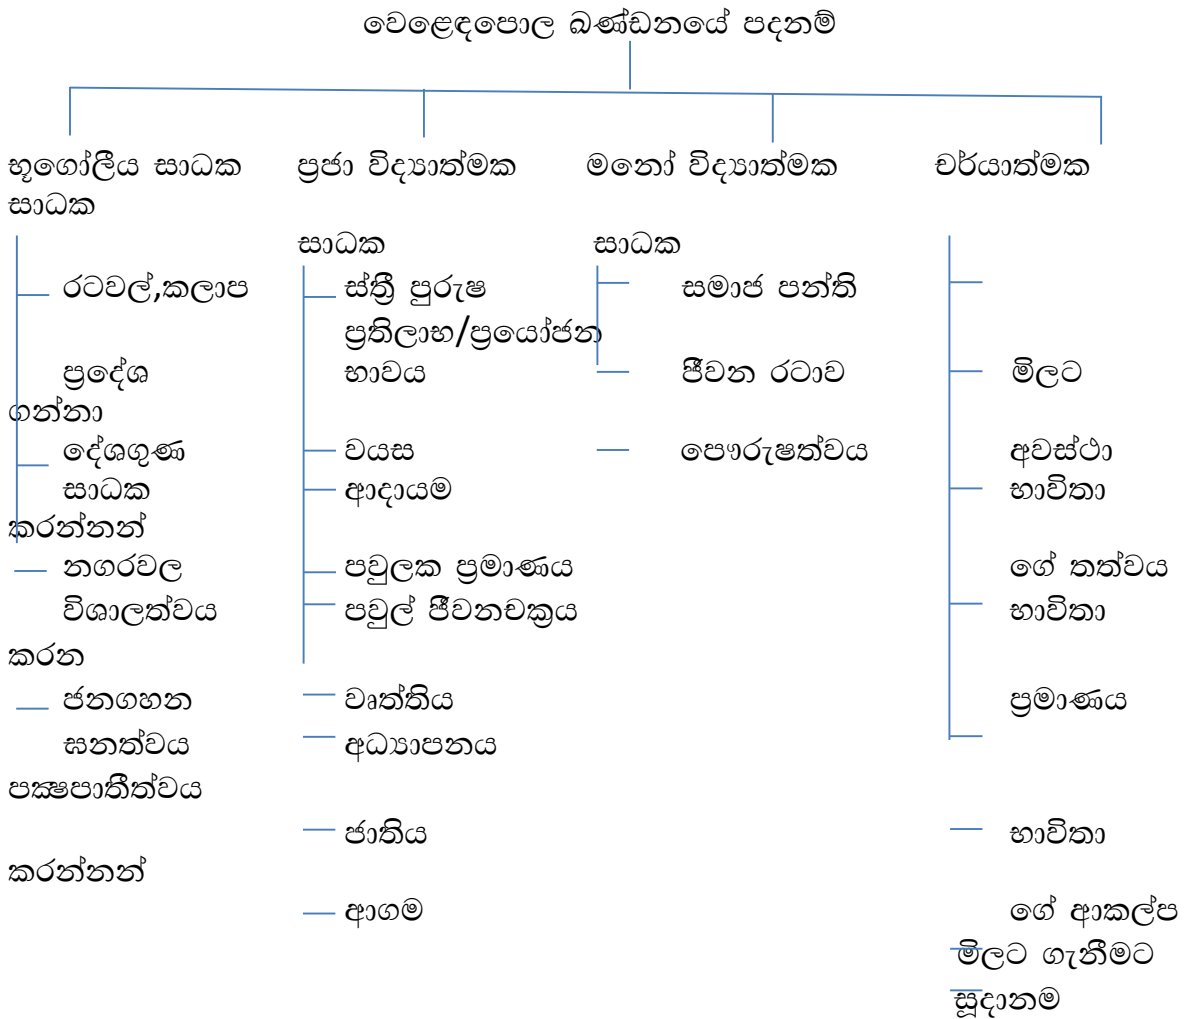 වෙළෙඳපොල ඛණ්ඩනයේ පදනම්
භූගෝලීය සාධක ප්‍රජා විද්‍යාත්මක මනෝ විද්‍යාත්මක චර්යාත්මක
සාධක
සාධක සාධක
රටවල්,කලාප ස්ත්‍රී පුරුෂ සමාජ පන්ති
ප්‍රතිලාභ/ප්‍රයෝජන
ප්‍රදේශ භාවය ජීවන රටාව මිලට
ගන්නා
දේශගුණ වයස පෞරුෂත්වය අවස්ථා
සාධක ආදායම භාවිතා
කරන්නන්
නගරවල පවුලක ප්‍රමාණය ගේ තත්වය
විශාලත්වය පවුල් ජීවනචක්‍රය භාවිතා
කරන
ජනගහන වෘත්තිය ප්‍රමාණය
ඝනත්වය අධ්‍යාපනය
පක්‍ෂපාතීත්වය
ජාතිය භාවිතා
කරන්නන්
ආගම ගේ ආකල්ප
මිලට ගැනීමට
සූදානම